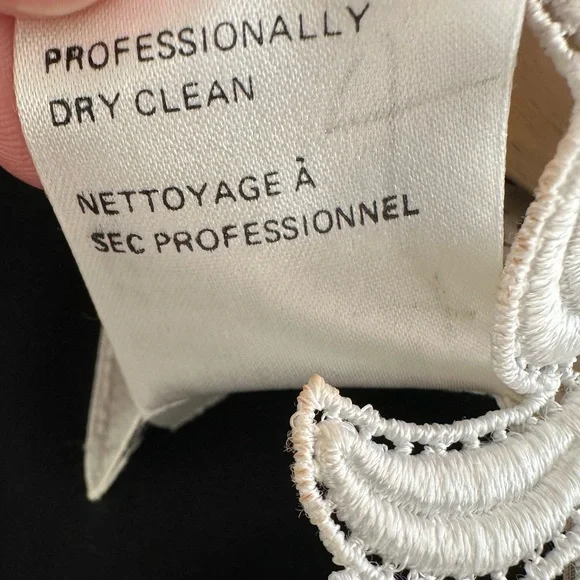 PROFESSIONALLY
DRY CLEAN
NETTOYAGE À
SEC PROFESSIONNEL